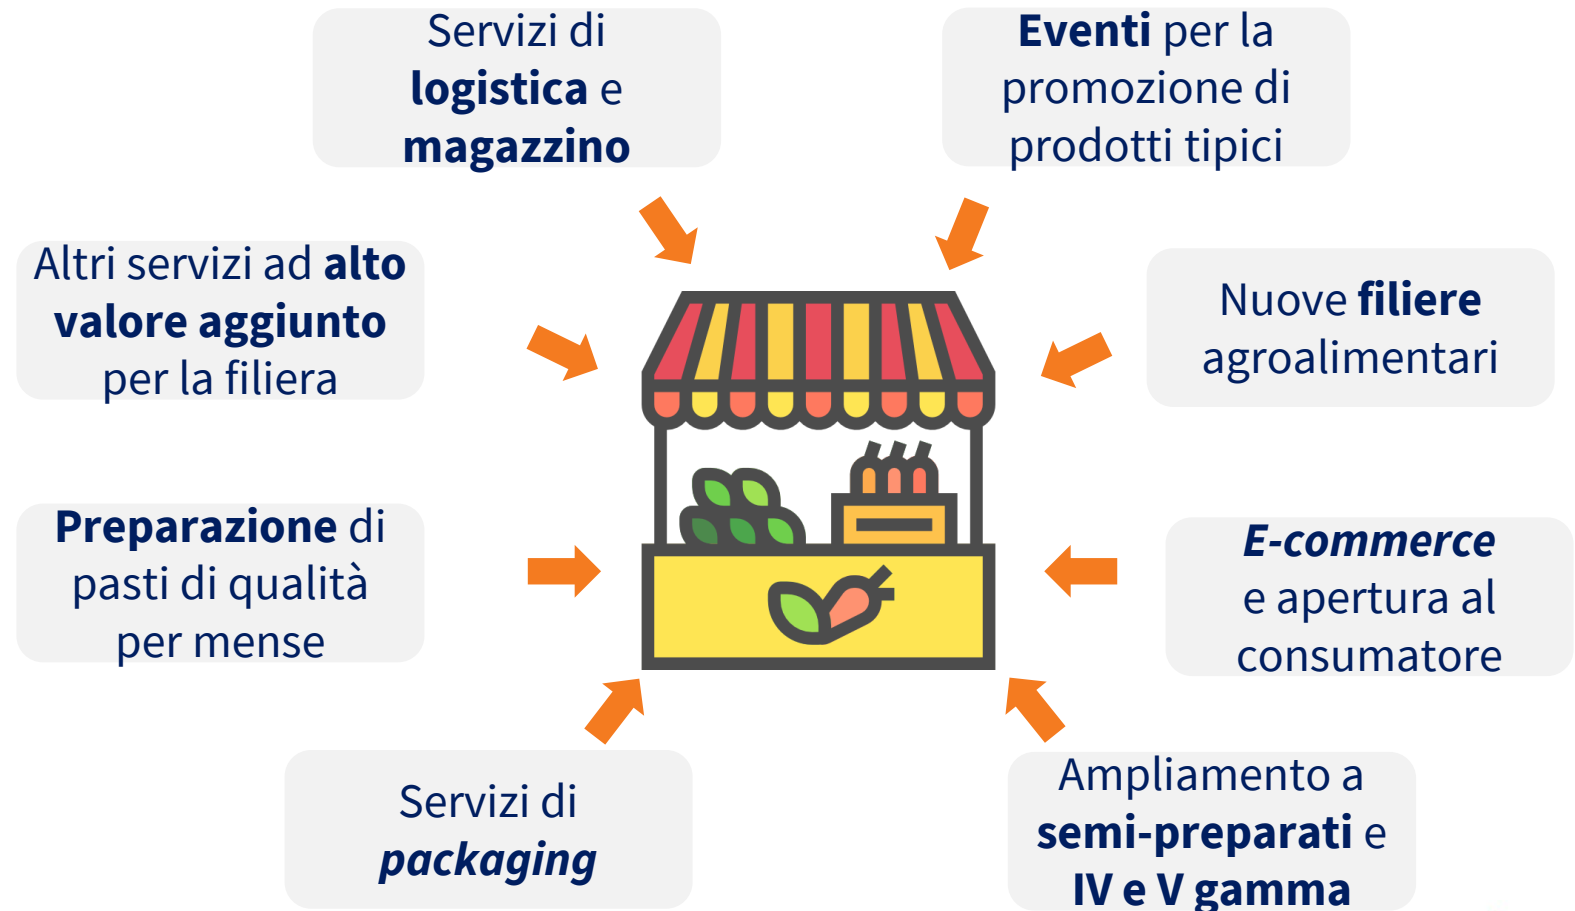 Servizi di
logistica e
magazzino
Eventi per la
promozione di
prodotti tipici
Altri servizi ad alto
valore aggiunto
per la filiera
Nuove filiere
agroalimentari
Preparazione di
pasti di qualità
per mense
E-commerce
e apertura al
consumatore
Servizi di
packaging
Ampliamento a
semi-preparati e
IV e V gamma